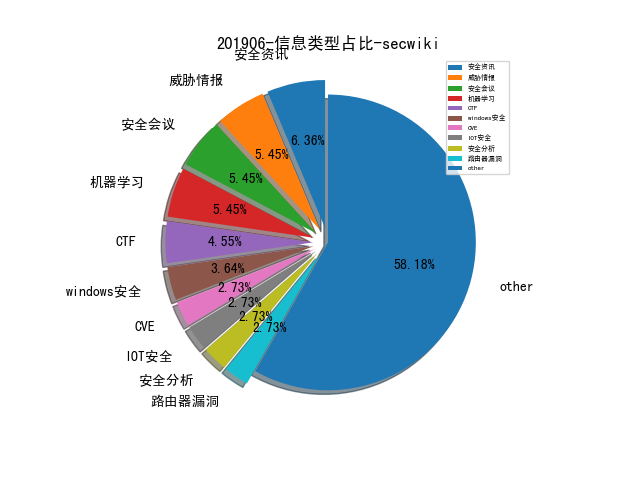 201906-信息类型占比-secwiki
安全资讯
威胁情报
安全会议
机器学习
CTF
windows安全
CVE
IOT安全
安全分析
路由器漏洞
other
6.36%
5.45%
5.45%
5.45%
4.55%
3.64%
2.73%
2.73%
2.73%
2.73%
58.18%
安全资讯
威胁情报
安全会议
机器学习
CTF
windows安全
CVE
IOT安全
安全分析
路由器漏洞
other